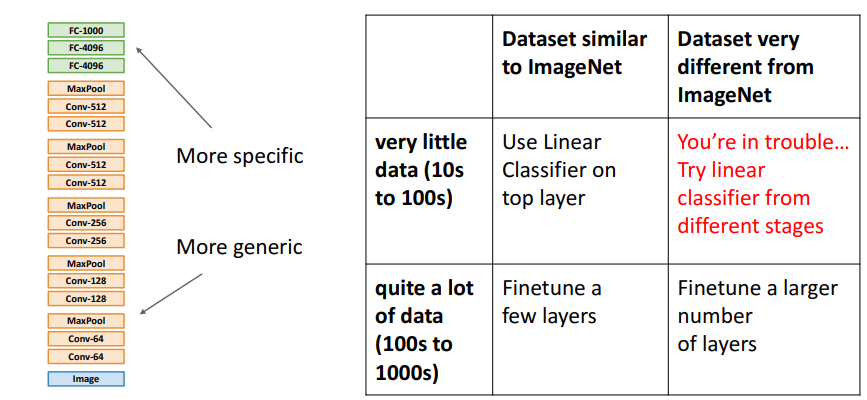 FC-1000
FC-4096
FC-4096
MaxPool
Conv-512
Conv-512
MaxPool
Conv-512
Conv-512
MaxPool
Conv-256
Conv-256
MaxPool
Conv-128
Conv-128
MaxPool
Conv-64
Conv-64
Image
More specific
More generic
Dataset similar
to ImageNet
Dataset very
different from
ImageNet
very little
data (10s
to 100s)
Use Linear
Classifier on
top layer
You’re in trouble…
Try linear
classifier from
different stages
quite a lot
of data
(100s to
1000s)
Finetune a
few layers
Finetune a larger
number
of layers